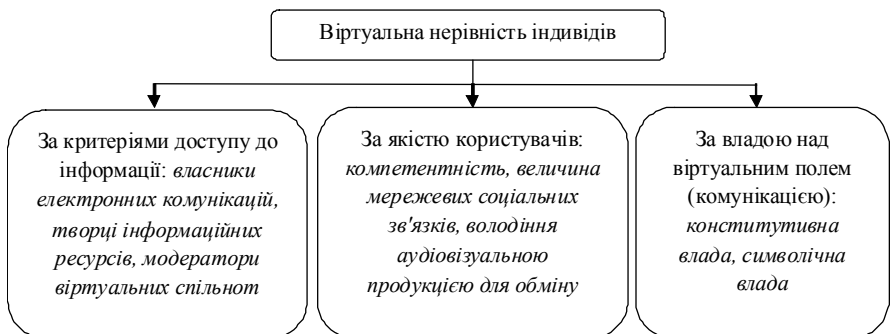 Віртуальна нерівність індивідів
За критеріями доступу до
інформації: власники
електронних комунікацій,
творці інформаційних
ресурсів, модератори
віртуальних спільнот
За якістю користувачів:
компетентність, величина
мережевих соціальних
зв'язків, володіння
аудіовізуальною
продукцією для обміну
За владою над
віртуальним полем
(комунікацією):
конститутивна
влада, символічна
влада